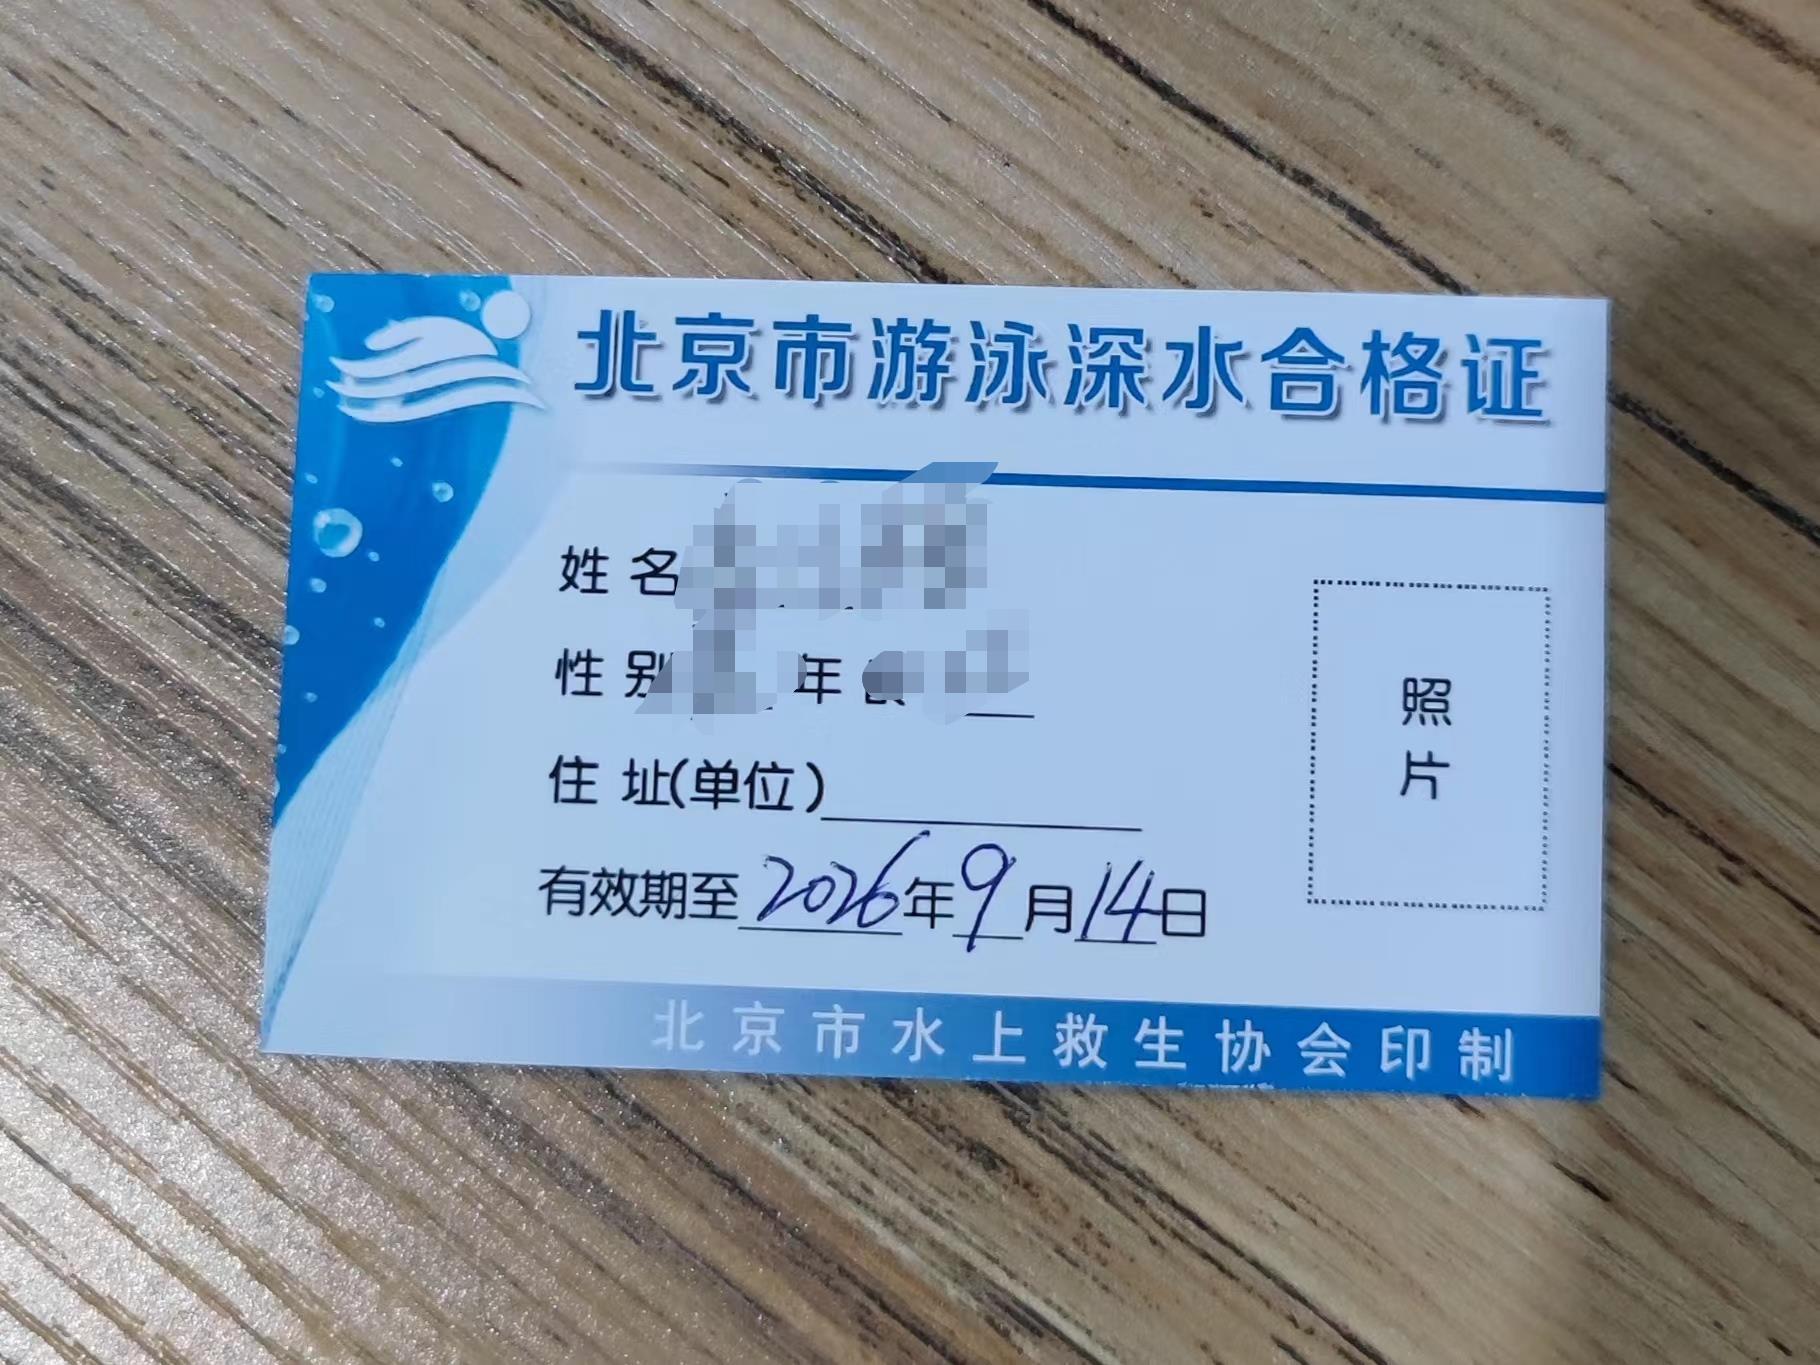 北京市游泳深水合格证
姓 名
性 别 年
住 址(单位)
有效期至 2026年9月14日
照
片
北京市水上救生协会印制